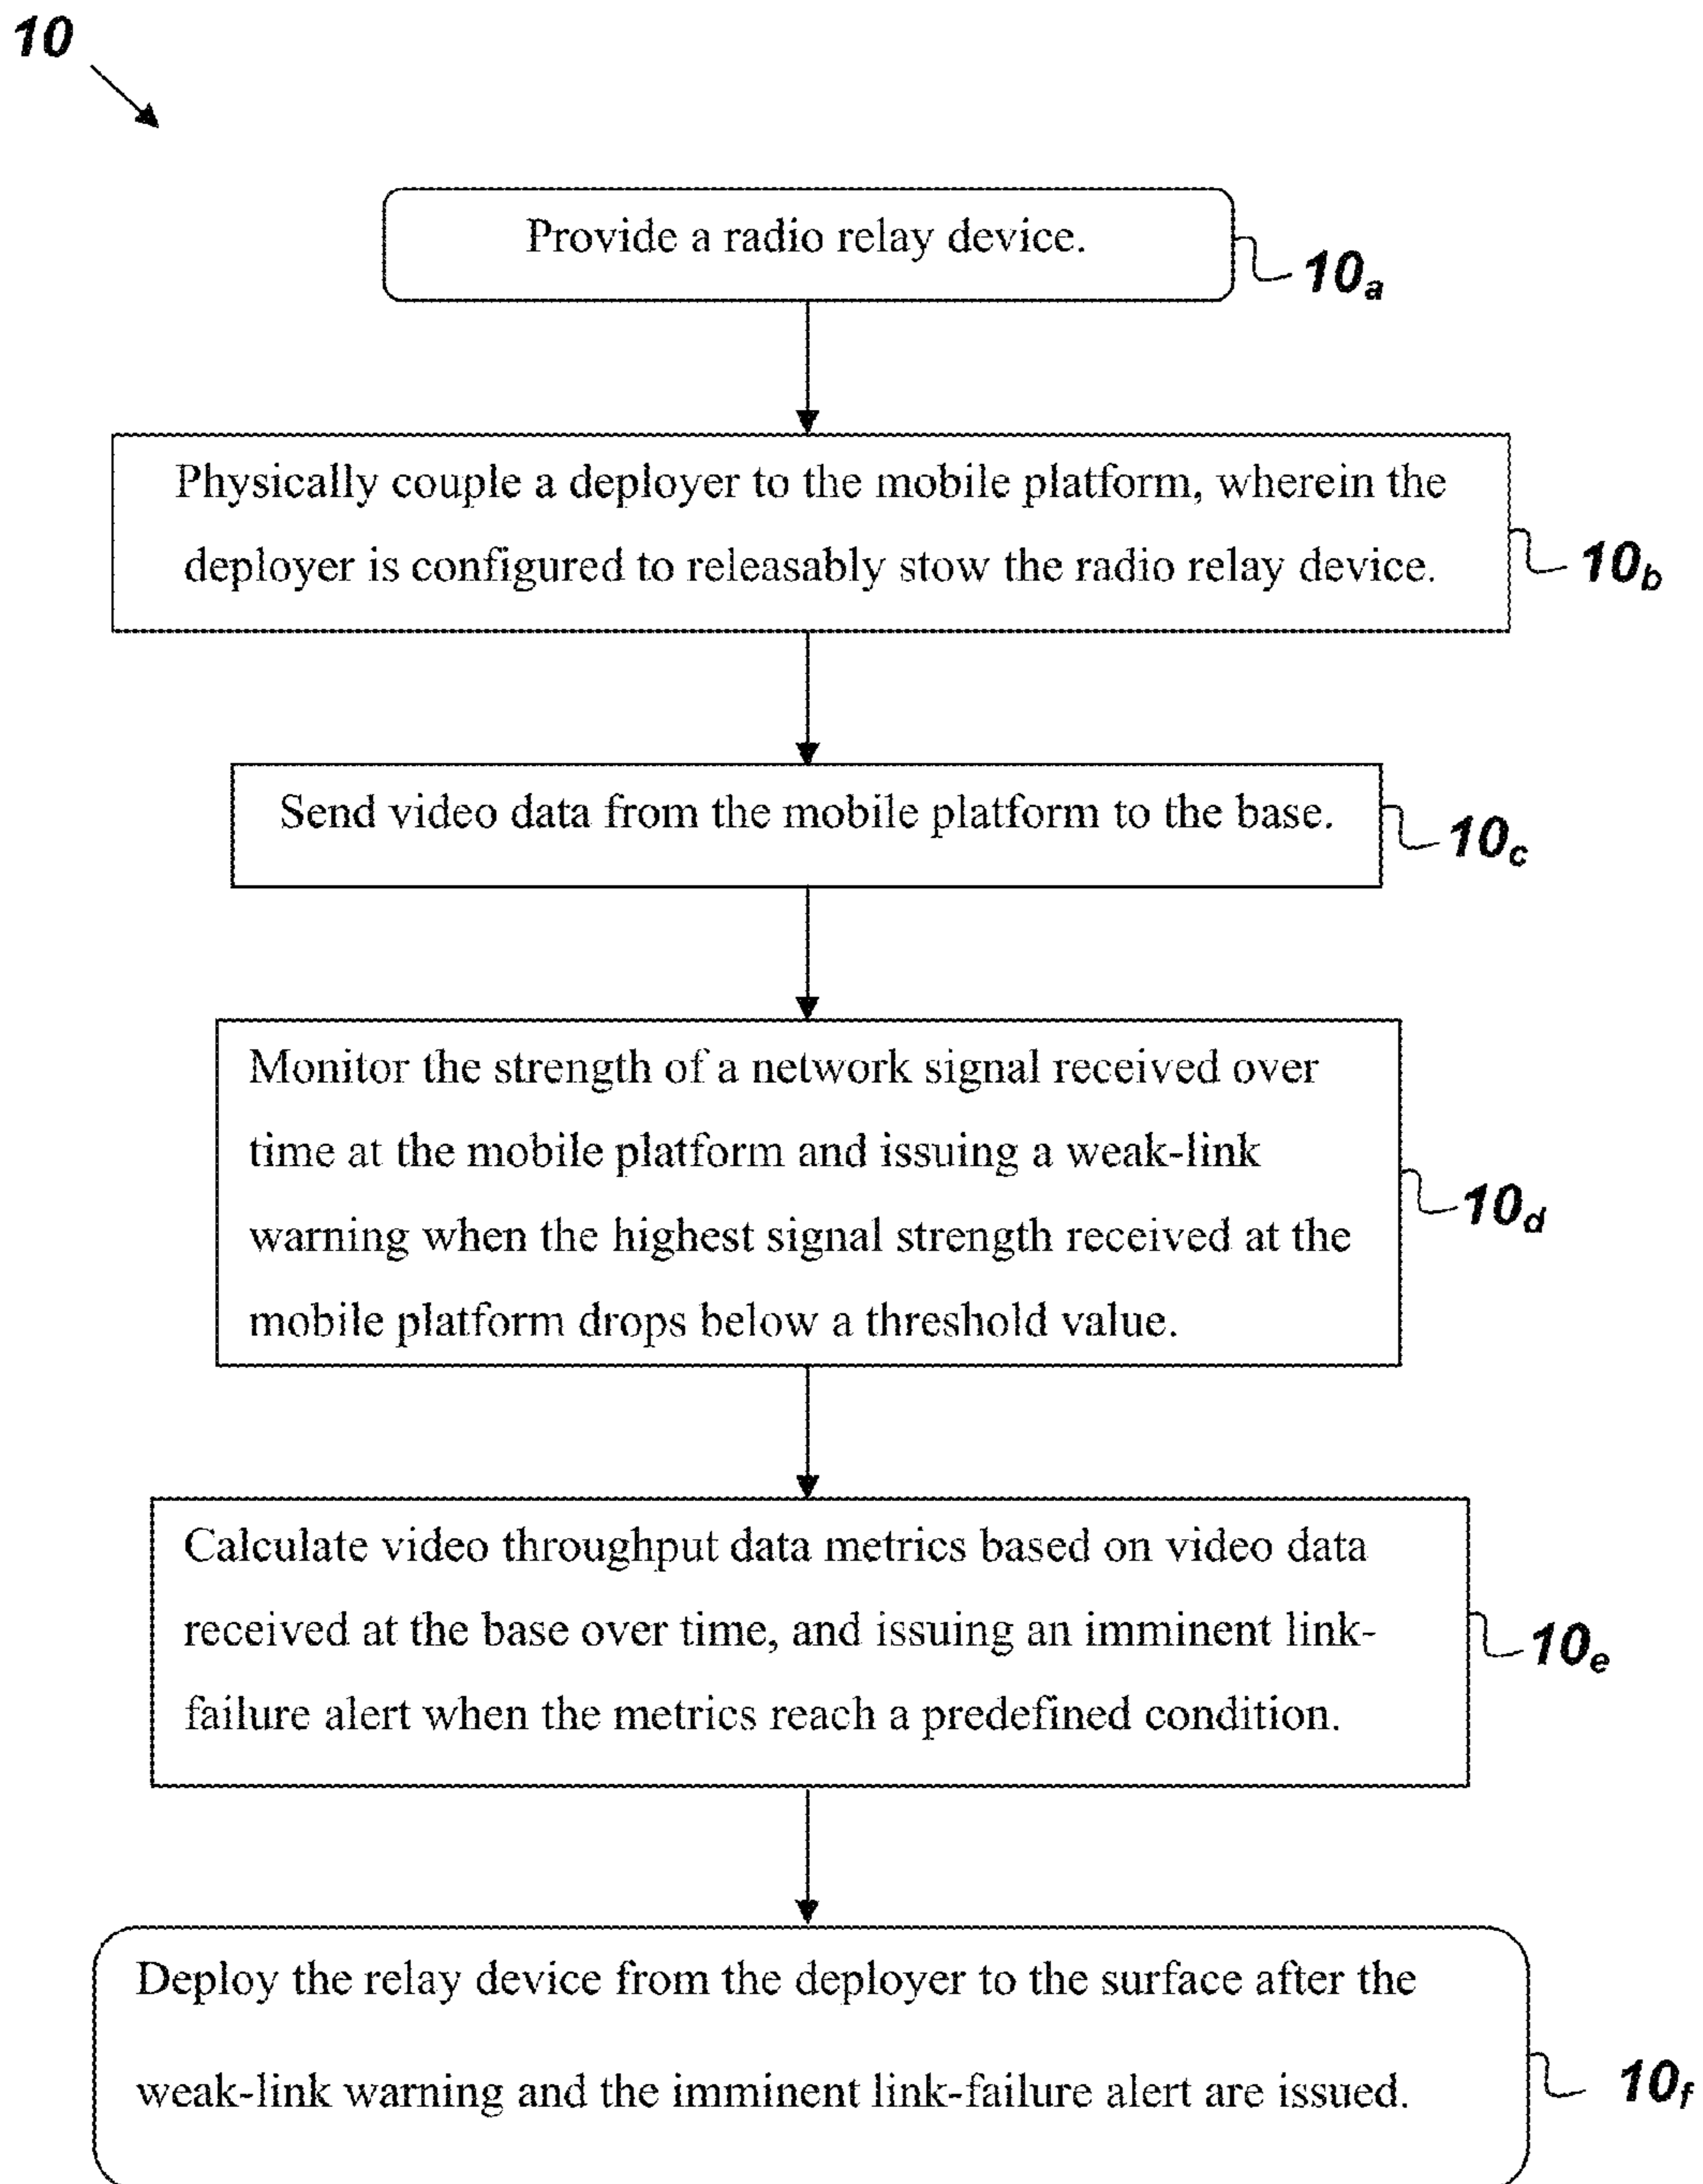 10
Provide a radio relay device.
10a
Physically couple a deployer to the mobile platform, wherein the
deployer is configured to releasably stow the radio relay device.
10b
Send video data from the mobile platform to the base.
10c
Monitor the strength of a network signal received over
time at the mobile platform and issuing a weak-link
warning when the highest signal strength received at the
mobile platform drops below a threshold value.
10d
Calculate video throughput data metrics based on video data
received at the base over time, and issuing an imminent link-
failure alert when the metrics reach a predefined condition.
10e
Deploy the relay device from the deployer to the surface after the
weak-link warning and the imminent link-failure alert are issued.
10f